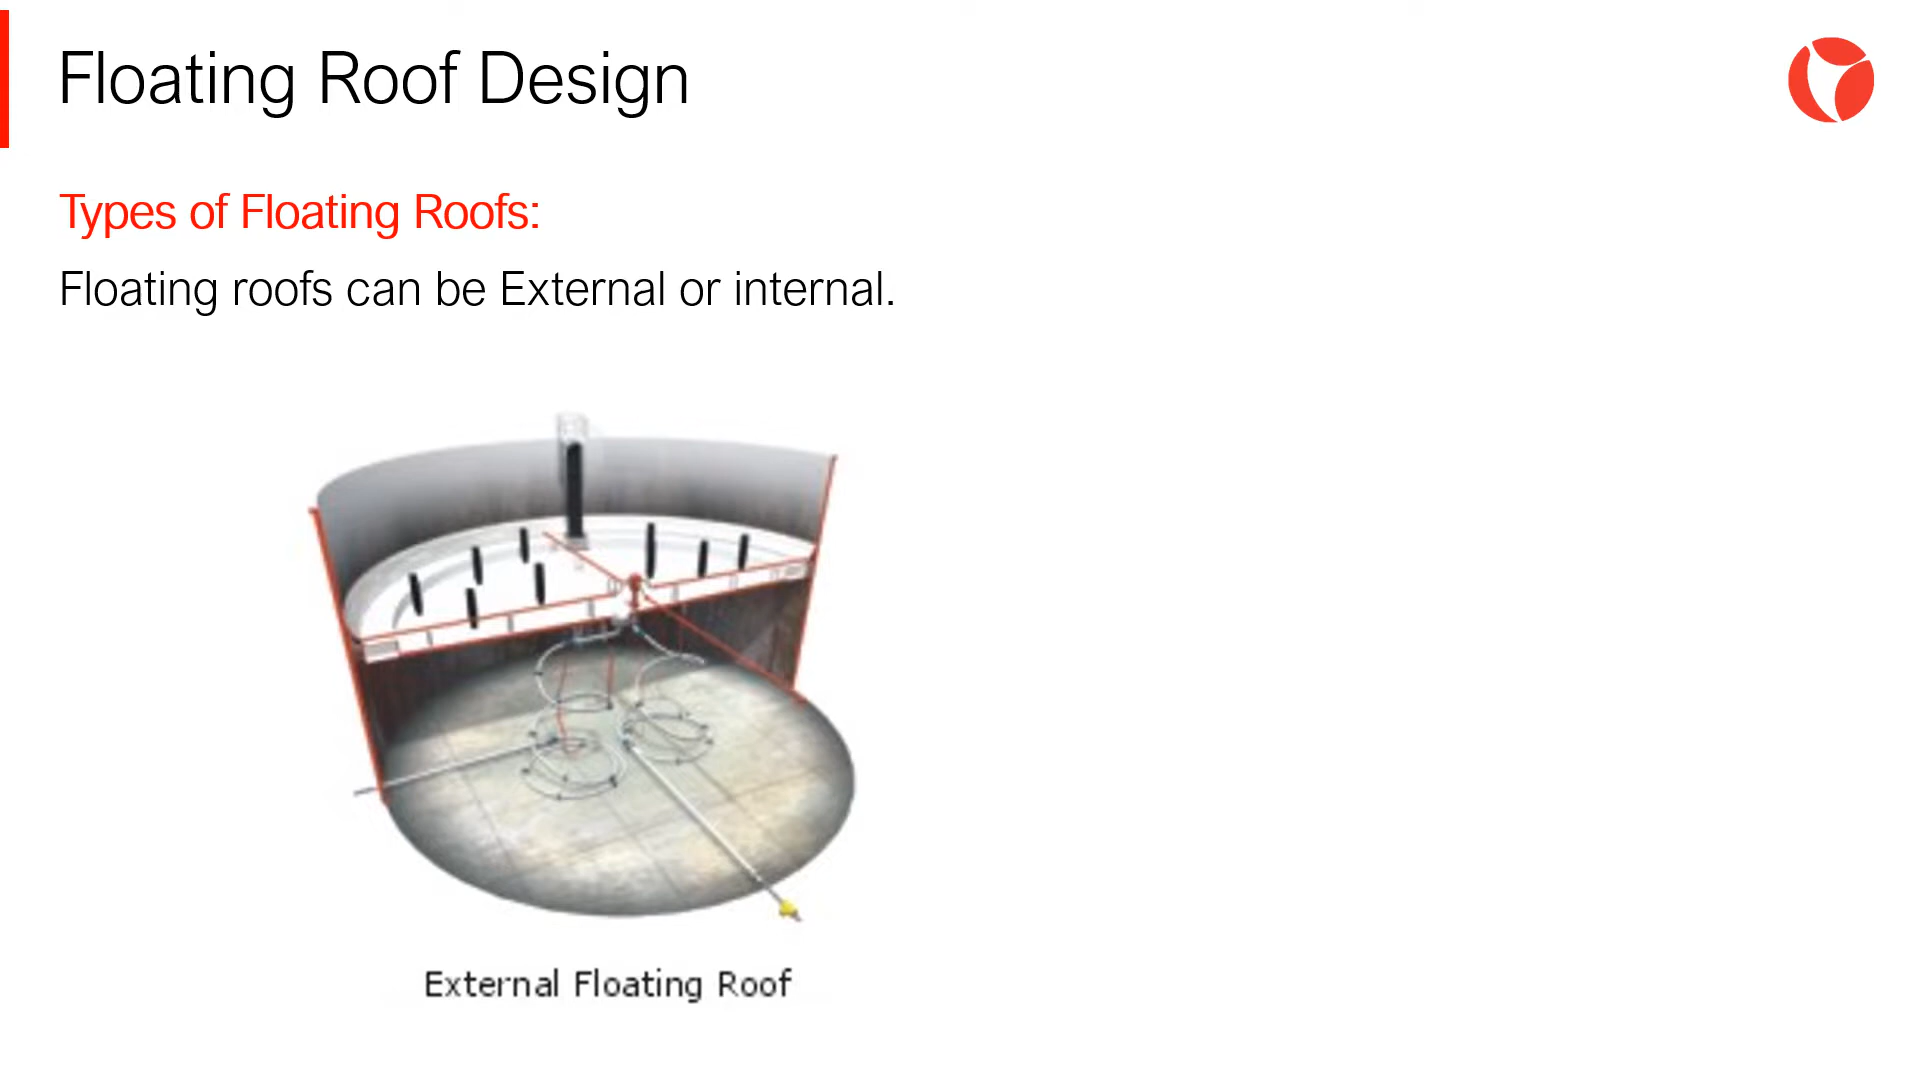 Floating Roof Design
Types of Floating Roofs:
Floating roofs can be External or internal.
External Floating Roof